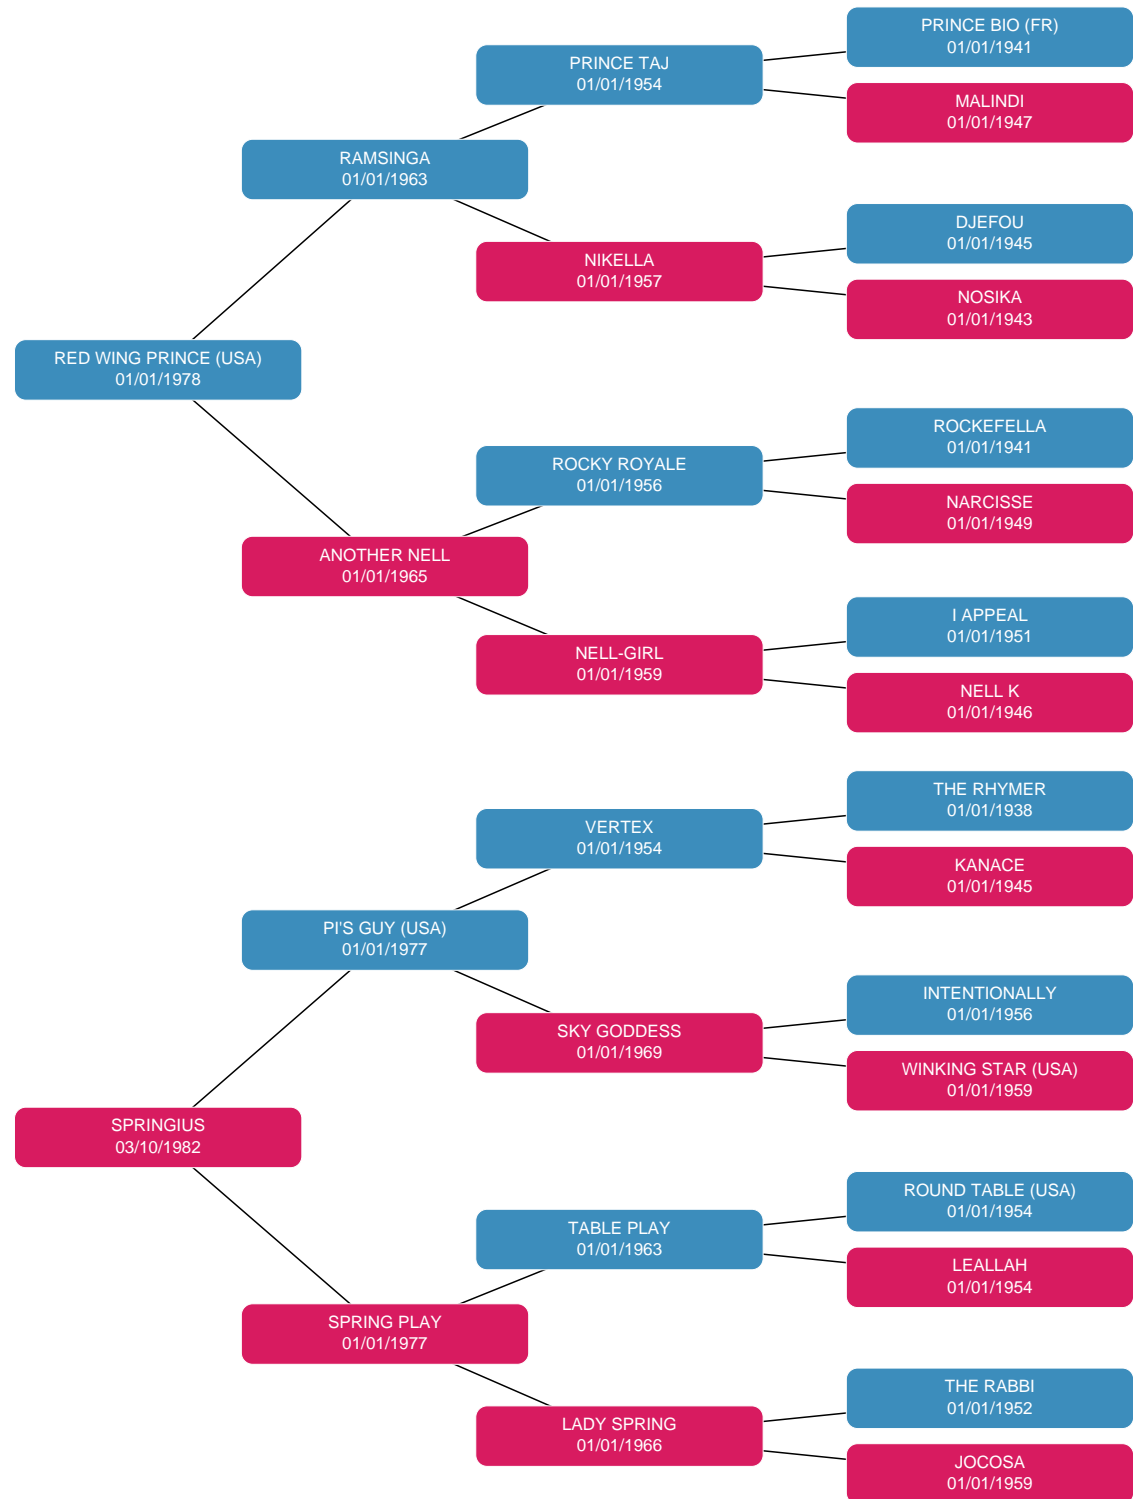 PRINCE BIO (FR)
01/01/1941
PRINCE TAJ
01/01/1954
MALINDI
01/01/1947
RAMSINGA
01/01/1963
DJEFOU
01/01/1945
NIKELLA
01/01/1957
NOSIKA
01/01/1943
RED WING PRINCE (USA)
01/01/1978
ROCKEFELLA
01/01/1941
ROCKY ROYALE
01/01/1956
NARCISSE
01/01/1949
ANOTHER NELL
01/01/1965
I APPEAL
01/01/1951
NELL-GIRL
01/01/1959
NELL K
01/01/1946
THE RHYMER
01/01/1938
VERTEX
01/01/1954
KANACE
01/01/1945
PI'S GUY (USA)
01/01/1977
INTENTIONALLY
01/01/1956
SKY GODDESS
01/01/1969
WINKING STAR (USA)
01/01/1959
SPRINGIUS
03/10/1982
ROUND TABLE (USA)
01/01/1954
TABLE PLAY
01/01/1963
LEALLAH
01/01/1954
SPRING PLAY
01/01/1977
THE RABBI
01/01/1952
LADY SPRING
01/01/1966
JOCOSA
01/01/1959